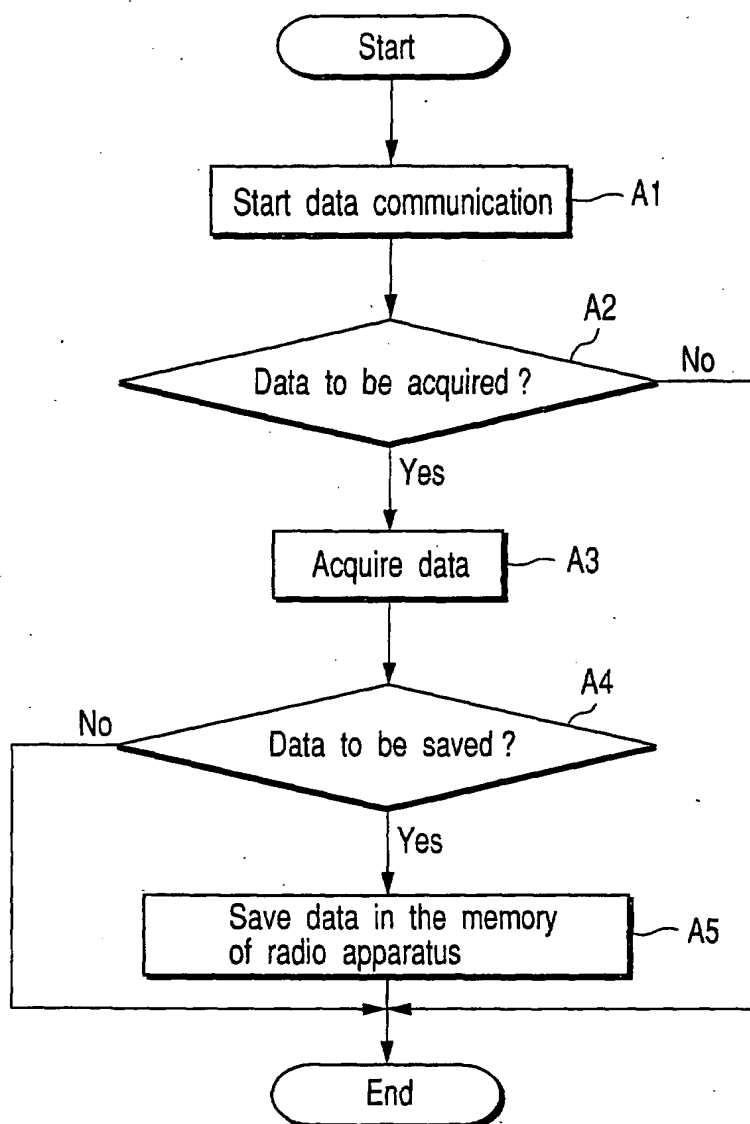 Start
Start data communication
A1
A2
Data to be acquired ?
No
Yes
Acquire data
A3
A4
No
Data to be saved ?
Yes
Save data in the memory
of radio apparatus
A5
End